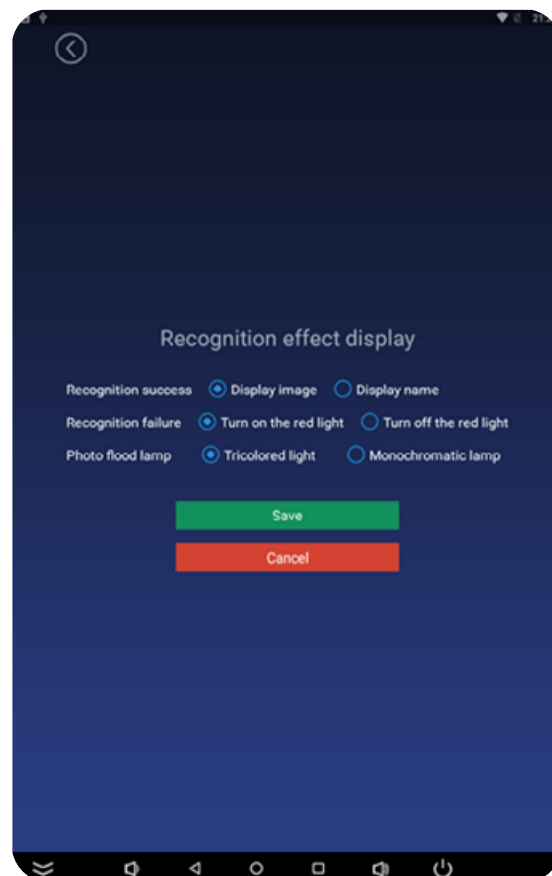 Recognition effect display
Recognition success Display image Display name
Recognition failure Turn on the red light Turn off the red light
Photo flood lamp Tricolored light Monochromatic lamp
Save
Cancel